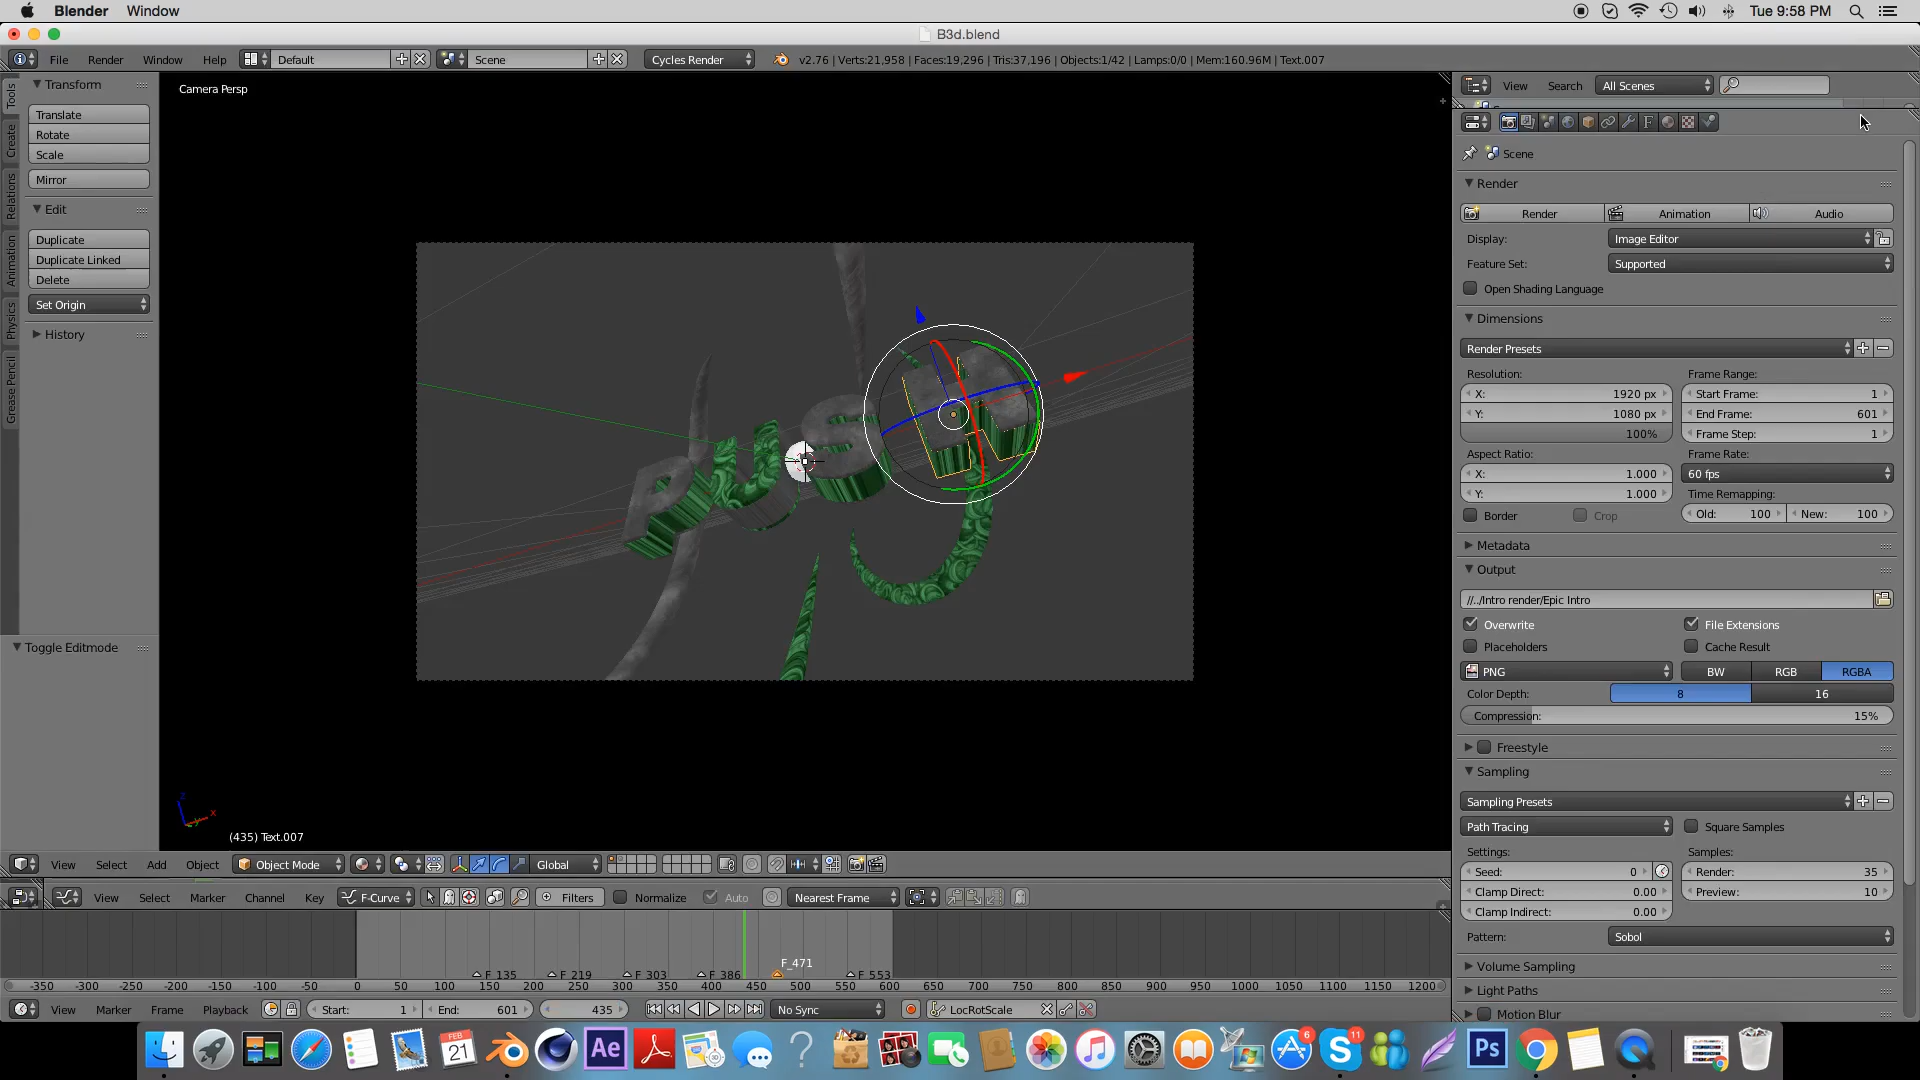 Blender Window Tue 9:58 PM
B3d.blend
File Render Window Help Default Scene Cycles Render v2.76 | Verts:21,958 | Faces:19,296 | Tris:37,196 | Objects:1/42 | Lamps:0/0 | Mem:160.96M | Text.007
Tools
Create
Relations
Animation
Physics
Grease Pencil
Transform
Translate
Rotate
Scale
Mirror
Edit
Duplicate
Duplicate Linked
Delete
Set Origin
History
Toggle Editmode
Camera Persp
(435) Text.007
View Search All Scenes
Scene
Render
Render Animation Audio
Display: Image Editor
Feature Set: Supported
Open Shading Language
Dimensions
Render Presets
Resolution: Frame Range:
X: 1920 px Start Frame: 1
Y: 1080 px End Frame: 601
100% Frame Step: 1
Aspect Ratio: Frame Rate:
X: 1.000 60 fps
Y: 1.000 Time Remapping:
Border Crop Old: 100 New: 100
Metadata
Output
//../Intro render/Epic Intro
Overwrite File Extensions
Placeholders Cache Result
PNG BW RGB RGBA
Color Depth: 8 16
Compression: 15%
Freestyle
Sampling
Sampling Presets
Path Tracing Square Samples
Settings: Samples:
Seed: 0 Render: 35
Clamp Direct: 0.00 Preview: 10
Clamp Indirect: 0.00
Pattern: Sobol
Volume Sampling
Light Paths
Motion Blur
View Select Add Object Object Mode Global
View Select Marker Channel Key F-Curve Filters Normalize Auto Nearest Frame
F_471
F_135 F_219 F_303 F_386 F_553
-350 -300 -250 -200 -150 -100 -50 0 50 100 150 200 250 300 350 400 450 500 550 600 650 700 750 800 850 900 950 1000 1050 1100 1150 1200
View Marker Frame Playback Start: 1 End: 601 435 No Sync LocRotScale
FEB
21
Ae
6
11
Ps